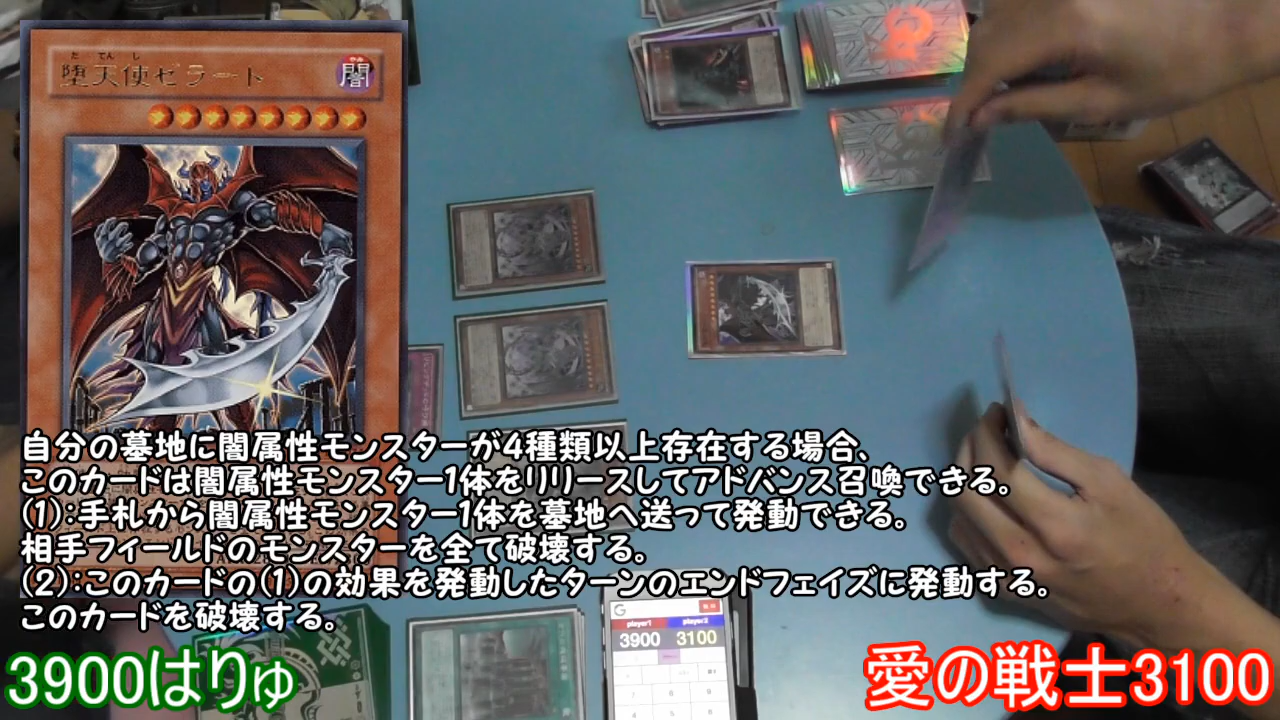 た てん し
堕天使ゼラート
闇
自分の墓地に闇属性モンスターが4種類以上存在する場合、
このカードは闇属性モンスター1体をリリースしてアドバンス召喚できる。
(1):手札から闇属性モンスター1体を墓地へ送って発動できる。
相手フィールドのモンスターを全て破壊する。
(2):このカードの(1)の効果を発動したターンのエンドフェイズに発動する。
このカードを破壊する。
player1 player2
3900 3100
3900はりゅ
愛の戦士3100